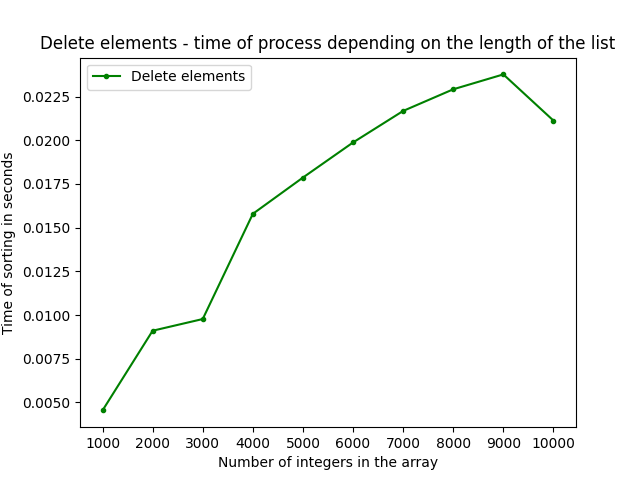 Delete elements - time of process depending on the length of the list
Delete elements
Time of sorting in seconds
0.0225
0.0200
0.0175
0.0150
0.0125
0.0100
0.0075
0.0050
1000 2000 3000 4000 5000 6000 7000 8000 9000 10000
Number of integers in the array